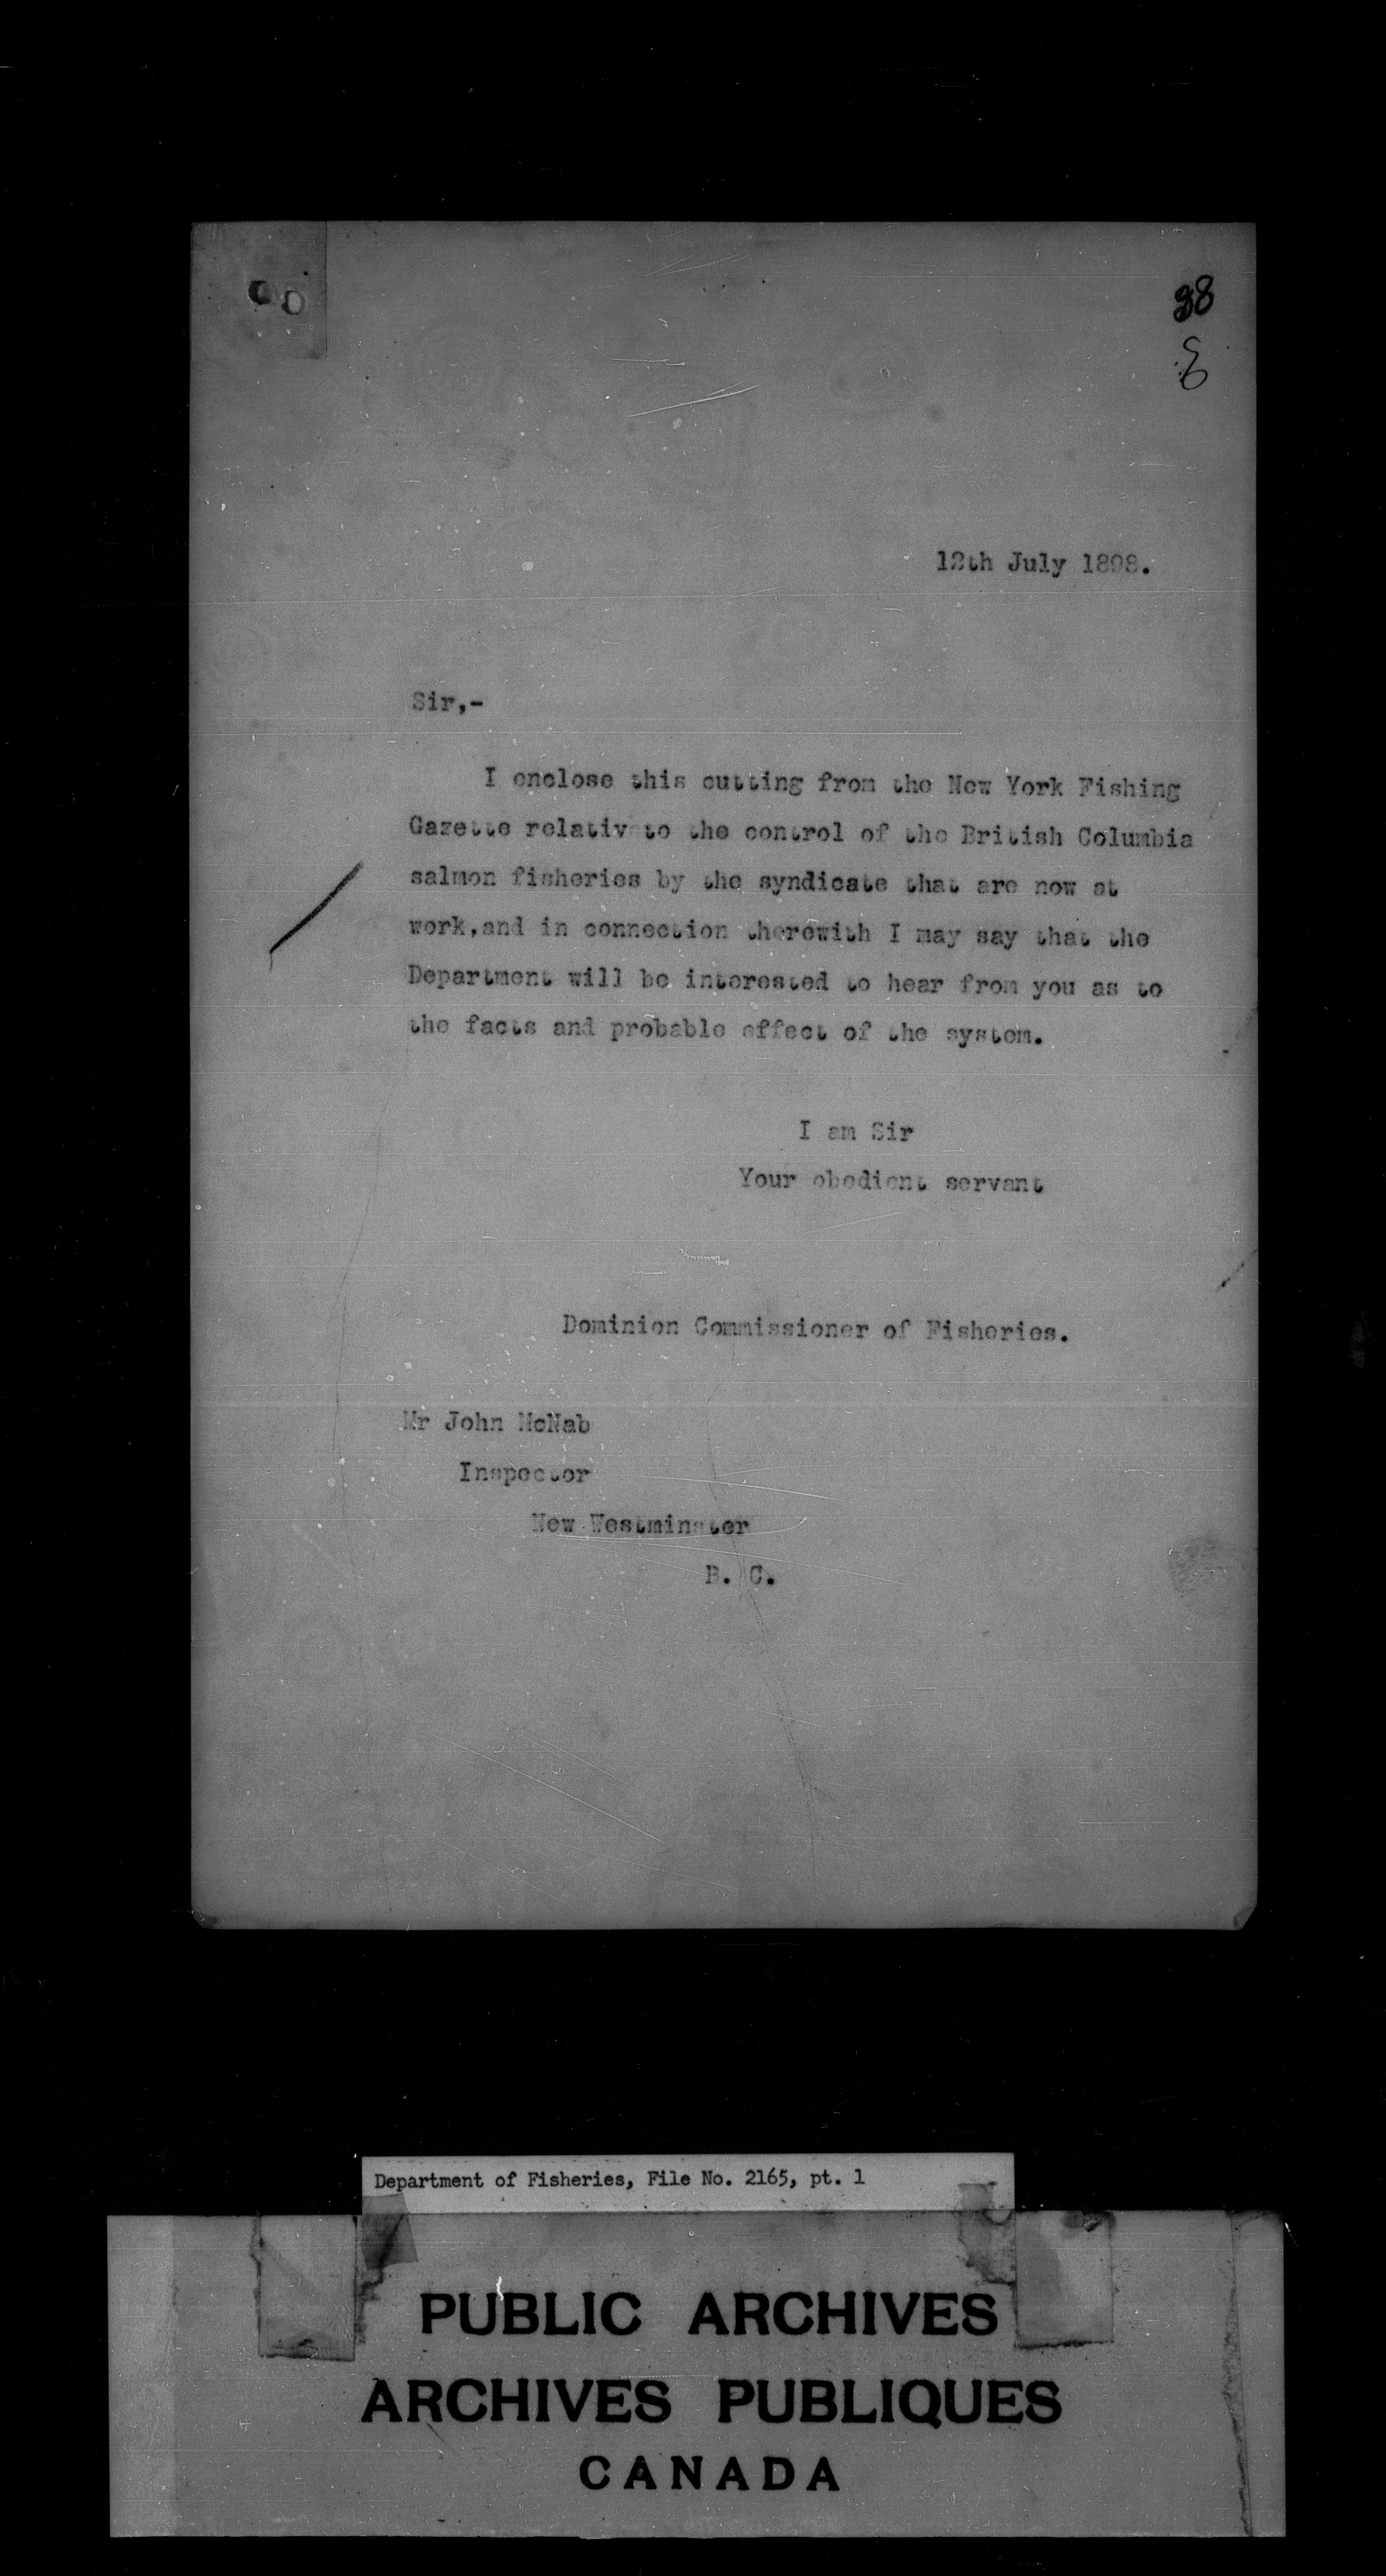 38
12th July 1898.
Sir,-
I enclose this cutting from the New York Fishing
Gazette relativ to the control of the British Columbia
salmon fisheries by the syndicate that are now at
work,and in connection therewith I may say that the
Department will be interested to hear from you as to
the facts and probable effect of the system.
I am Sir
Your obedient servant
Dominion Commissioner of Fisheries.
Mr John McNab
Inspector
New Westminster
B. C.
Department of Fisheries, File No. 2165, pt. 1
PUBLIC ARCHIVES
ARCHIVES PUBLIQUES
CANADA